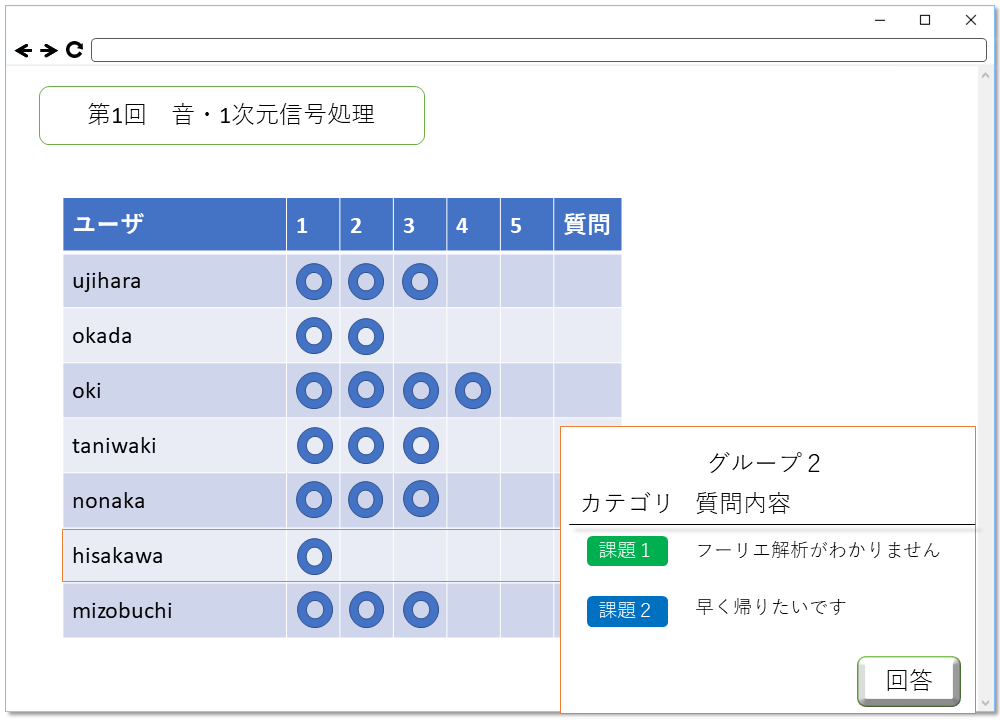 第1回　音・1次元信号処理
ユーザ 1 2 3 4 5 質問
ujihara
okada
oki
taniwaki
nonaka
hisakawa
mizobuchi
グループ２
カテゴリ 質問内容
課題１ フーリエ解析がわかりません
課題２ 早く帰りたいです
回答